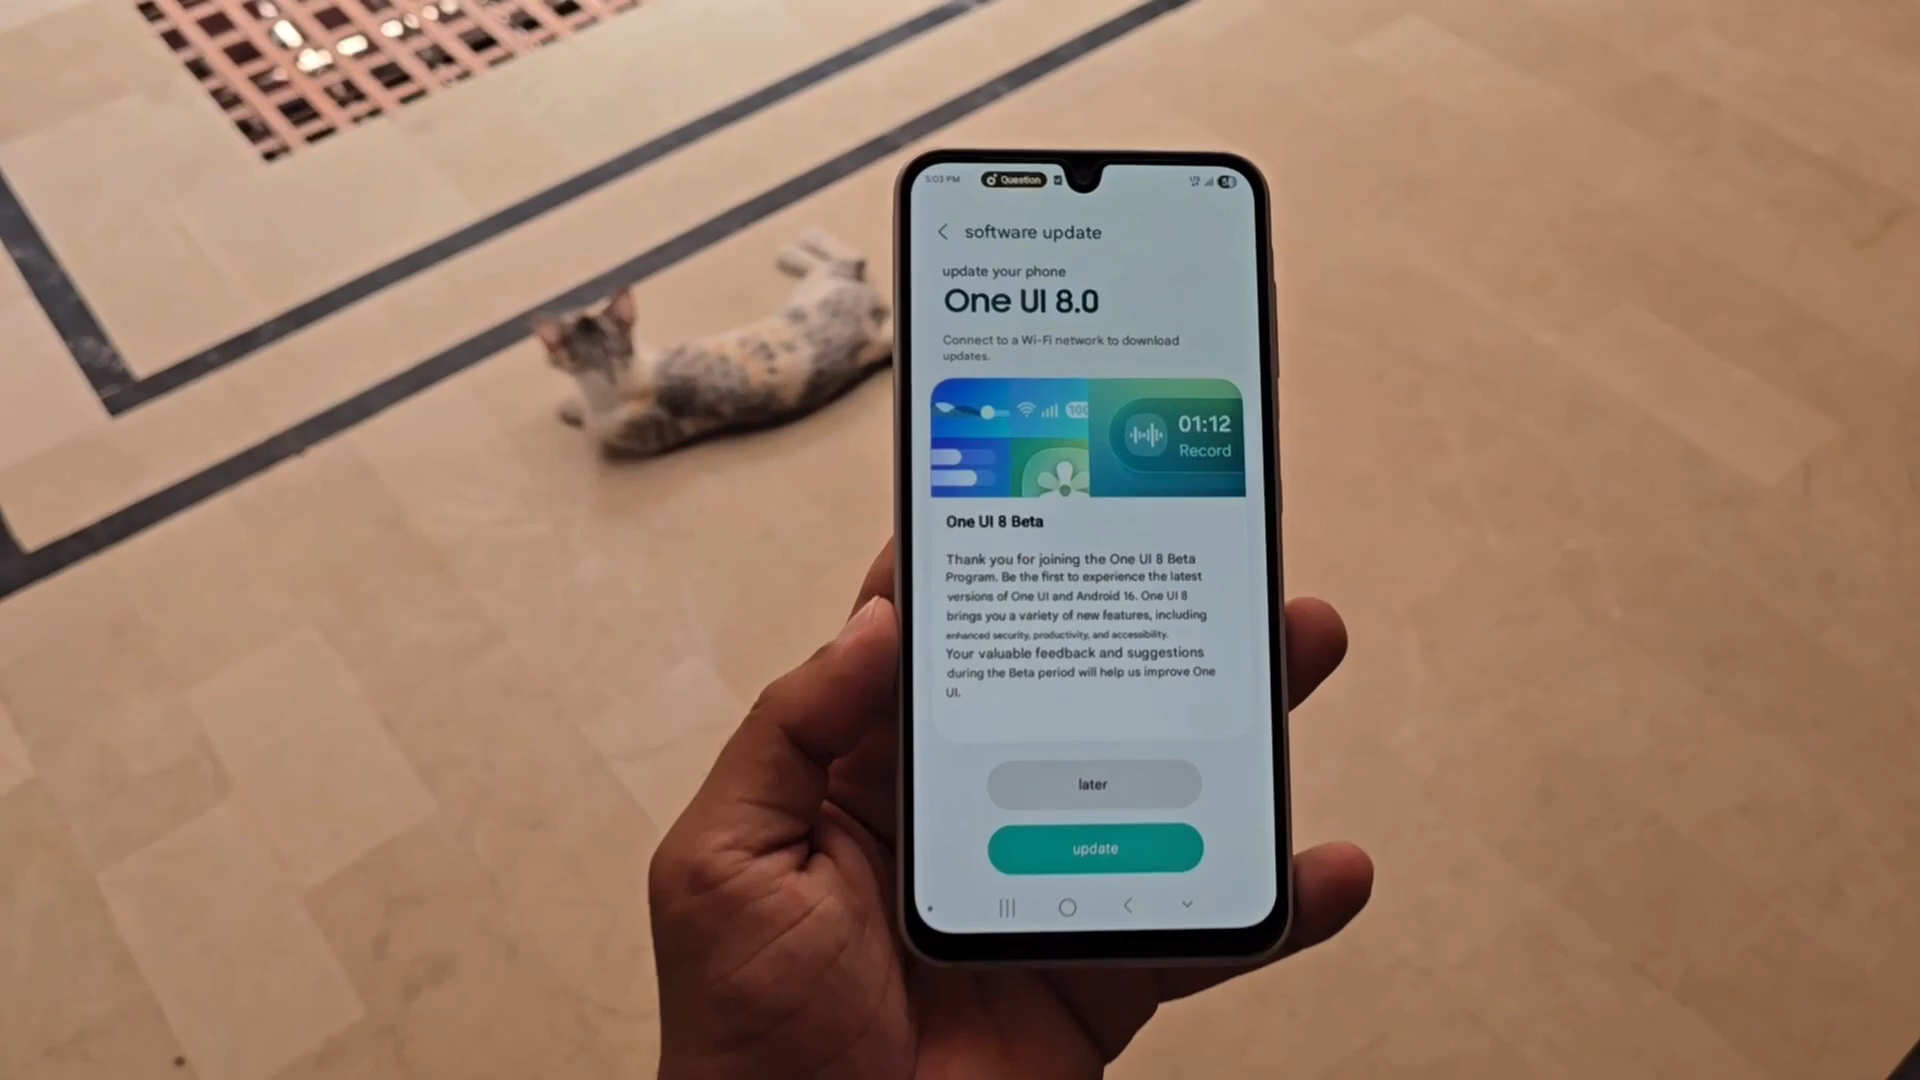 5:03 PM Question
software update
update your phone
One UI 8.0
Connect to a Wi-Fi network to download
updates.
100
01:12
Record
One UI 8 Beta
Thank you for joining the One UI 8 Beta
Program. Be the first to experience the latest
versions of One UI and Android 16. One UI 8
brings you a variety of new features, including
enhanced security, productivity, and accessibility.
Your valuable feedback and suggestions
during the Beta period will help us improve One
UI.
later
update